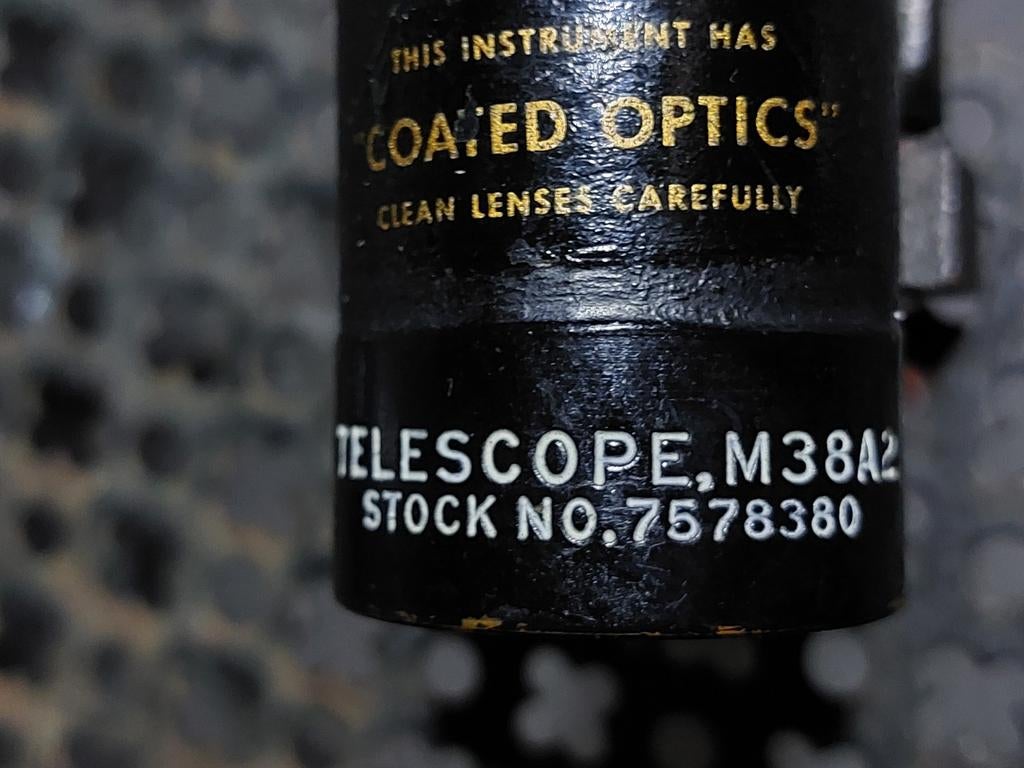 THIS INSTRUMENT HAS
"COATED OPTICS"
CLEAN LENSES CAREFULLY
TELESCOPE, M38A2
STOCK NO. 7578380